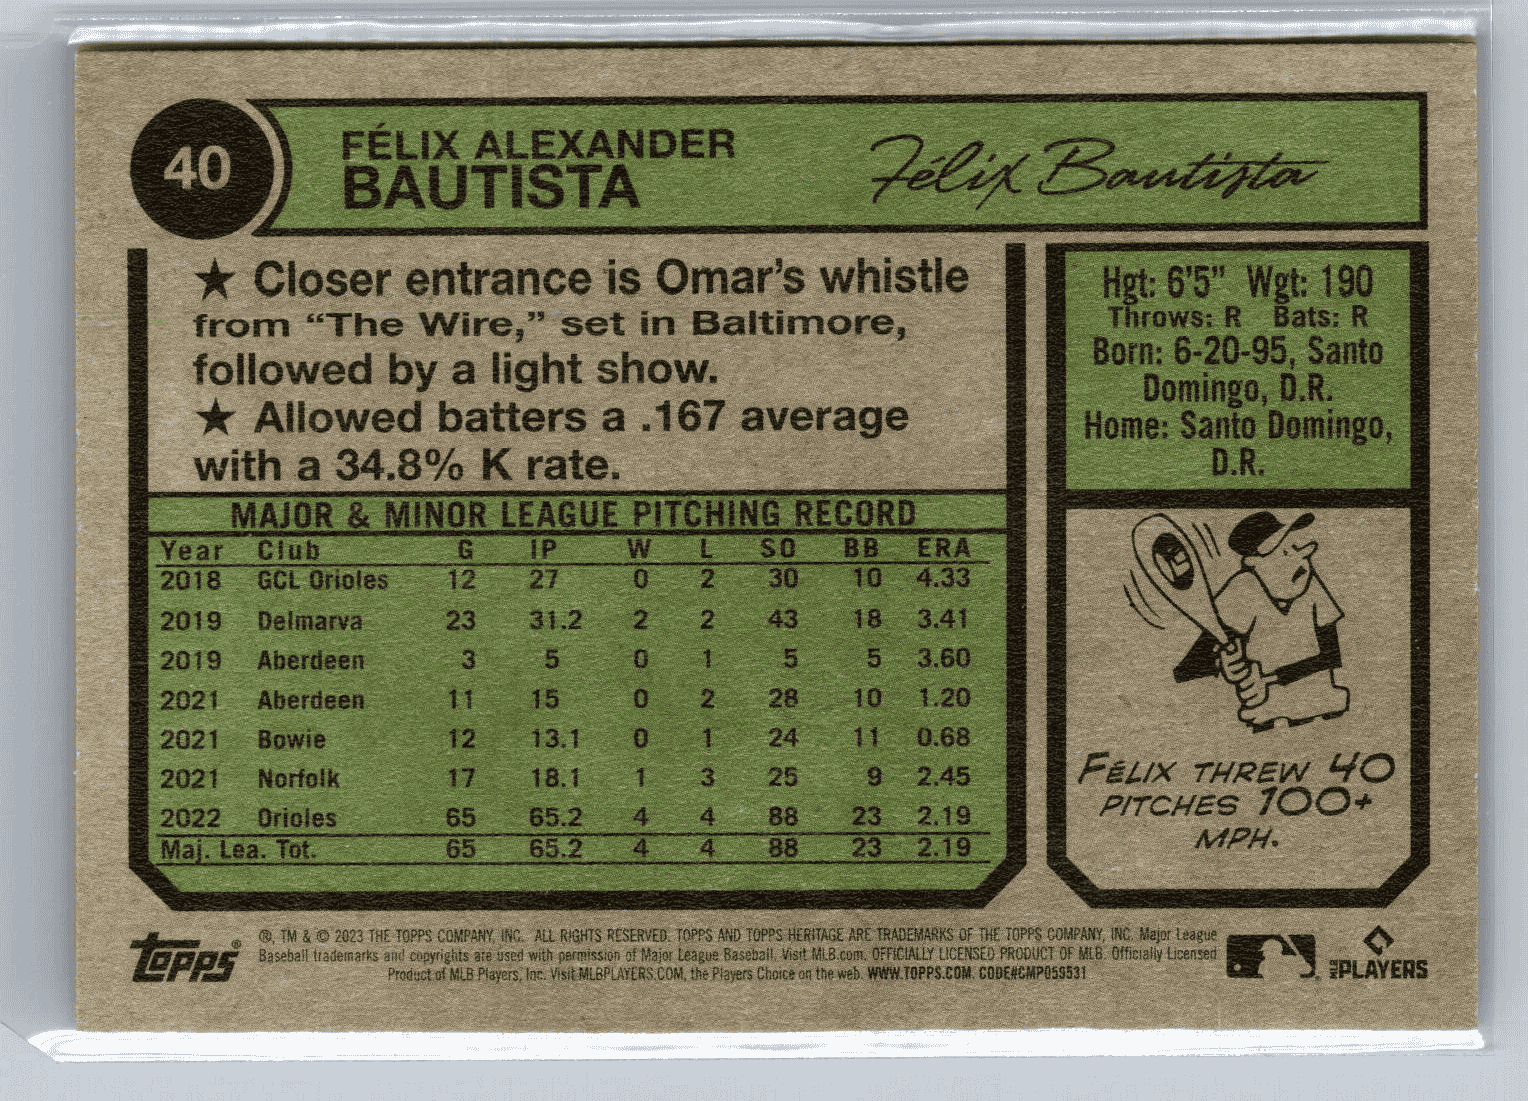 40
FÉLIX ALEXANDER
BAUTISTA
Félix Bautista
★ Closer entrance is Omar's whistle
from “The Wire,” set in Baltimore,
followed by a light show.
★ Allowed batters a .167 average
with a 34.8% K rate.
MAJOR & MINOR LEAGUE PITCHING RECORD
Year Club G IP W L SO BB ERA
2018 GCL Orioles 12 27 0 2 30 10 4.33
2019 Delmarva 23 31.2 2 2 43 18 3.41
2019 Aberdeen 3 5 0 1 5 5 3.60
2021 Aberdeen 11 15 0 2 28 10 1.20
2021 Bowie 12 13.1 0 1 24 11 0.68
2021 Norfolk 17 18.1 1 3 25 9 2.45
2022 Orioles 65 65.2 4 4 88 23 2.19
Maj. Lea. Tot. 65 65.2 4 4 88 23 2.19
Hgt: 6'5” Wgt: 190
Throws: R Bats: R
Born: 6-20-95, Santo
Domingo, D.R.
Home: Santo Domingo,
D.R.
FÉLIX THREW 40
PITCHES 100+
MPH.
Topps®
®, TM & © 2023 THE TOPPS COMPANY, INC. ALL RIGHTS RESERVED. TOPPS AND TOPPS HERITAGE ARE TRADEMARKS OF THE TOPPS COMPANY, INC. Major League
Baseball trademarks and copyrights are used with permission of Major League Baseball. Visit MLB.com. OFFICIALLY LICENSED PRODUCT OF MLB. Officially Licensed
Product of MLB Players, Inc. Visit MLBPLAYERS.COM, the Players Choice on the web. WWW.TOPPS.COM. CODE#CMP059531
MLB PLAYERS